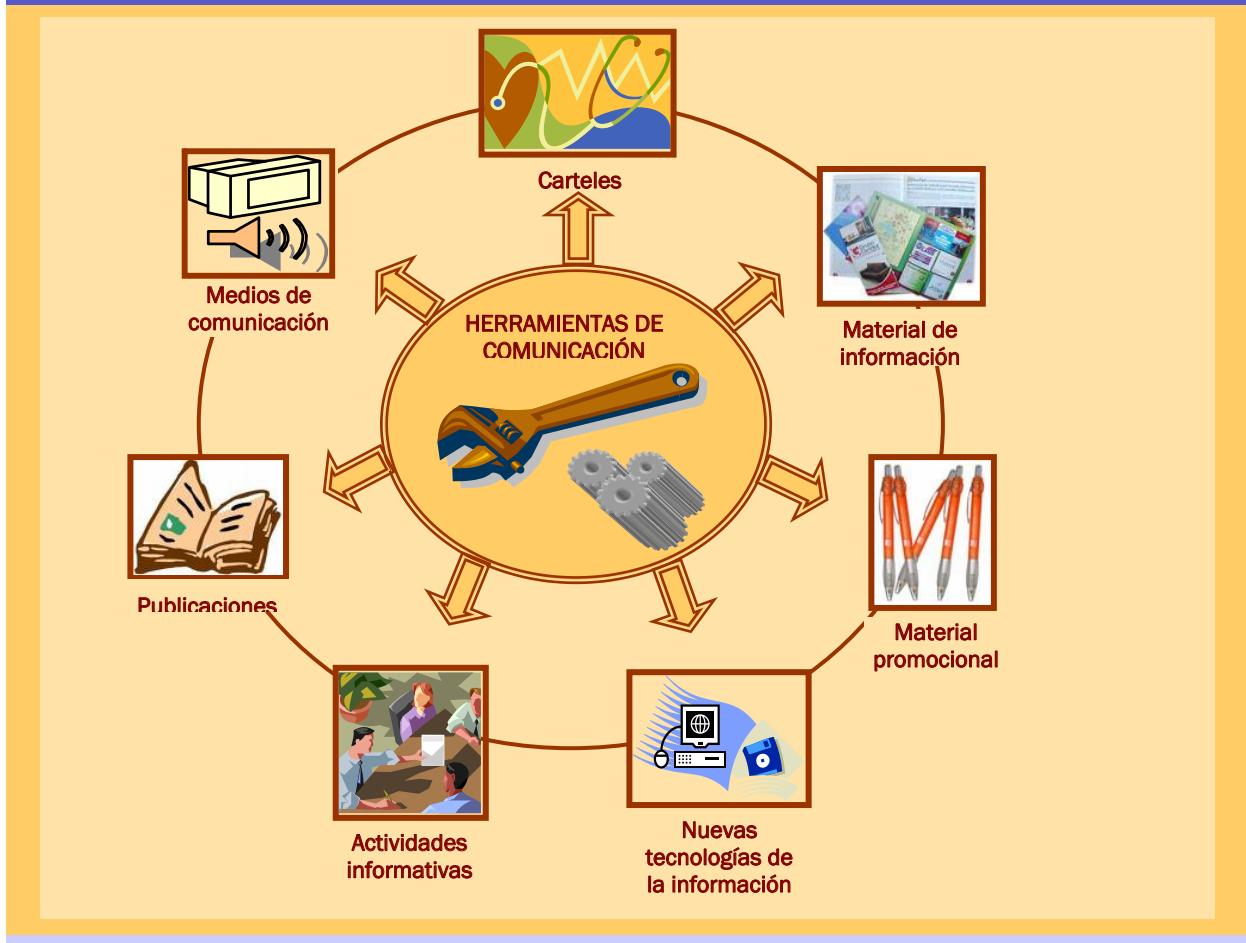 Carteles
Medios de
comunicación
Material de
información
HERRAMIENTAS DE
COMUNICACIÓN
Publicaciones
Material
promocional
Actividades
informativas
Nuevas
tecnologías de
la información